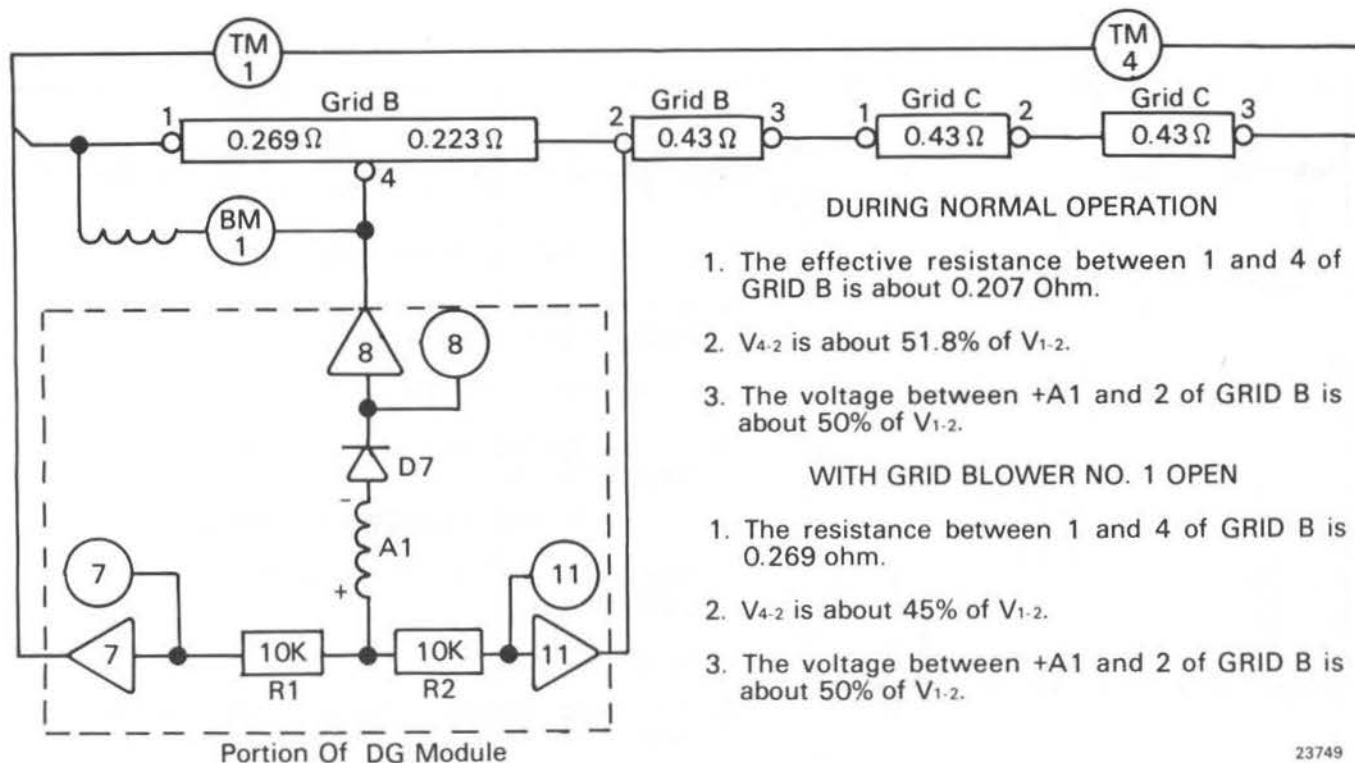 TM 1
TM 4
Grid B
Grid B
Grid C
Grid C
1
2
3
1
2
3
0.269 Ω 0.223 Ω
0.43 Ω
0.43 Ω
0.43 Ω
4
BM 1
DURING NORMAL OPERATION
1. The effective resistance between 1 and 4 of
GRID B is about 0.207 Ohm.
2. V4-2 is about 51.8% of V1-2.
3. The voltage between +A1 and 2 of GRID B is
about 50% of V1-2.
WITH GRID BLOWER NO. 1 OPEN
1. The resistance between 1 and 4 of GRID B is
0.269 ohm.
2. V4-2 is about 45% of V1-2.
3. The voltage between +A1 and 2 of GRID B is
about 50% of V1-2.
8
8
D7
-
A1
+
7
11
7
10K
10K
11
R1
R2
Portion Of DG Module
23749